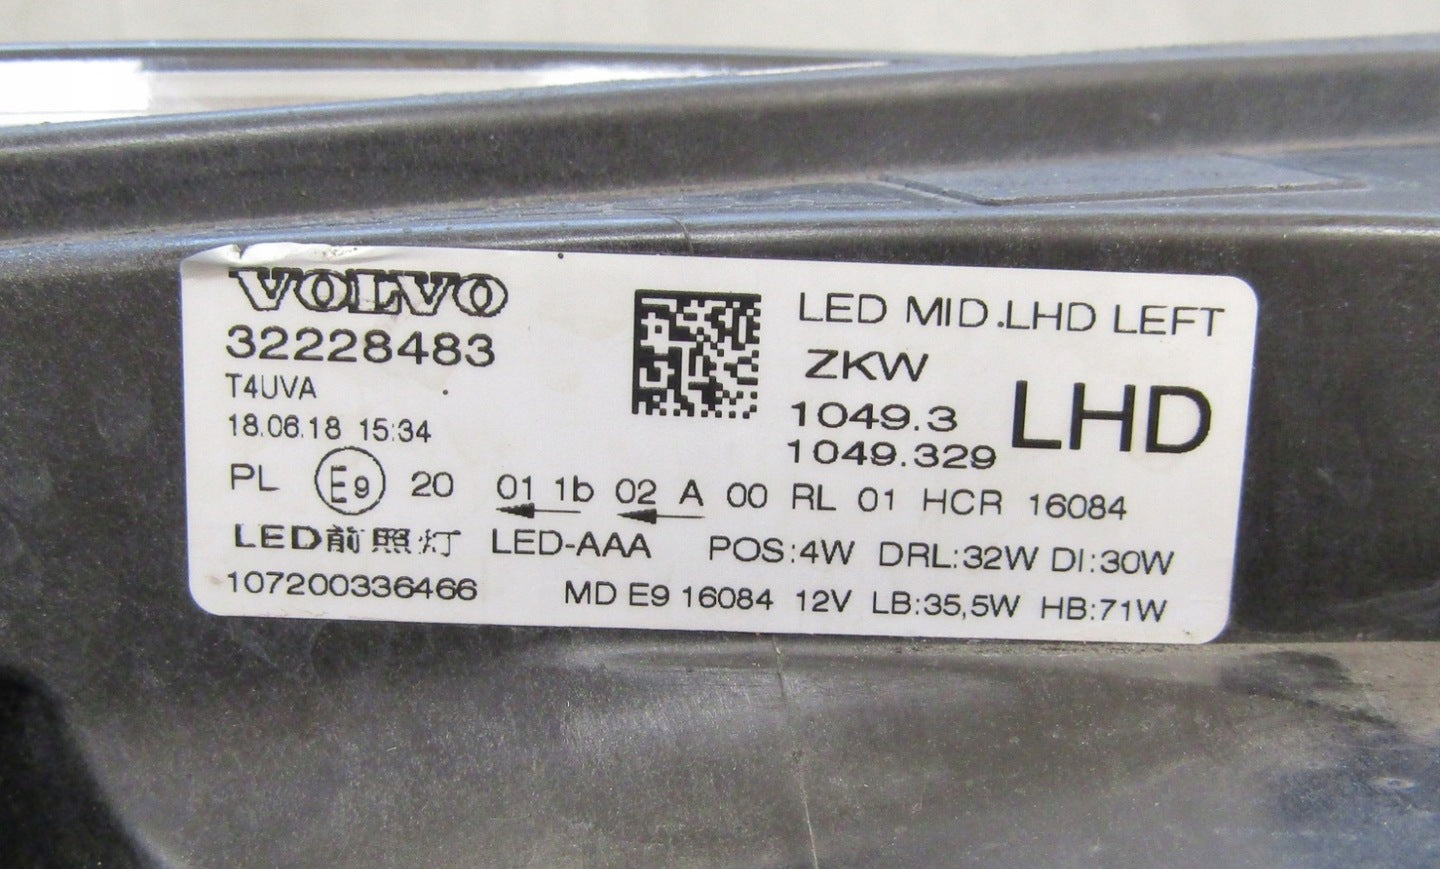 VOLVO
32228483
T4UVA
18.06.18 15:34
LED MID.LHD LEFT
ZKW
1049.3
1049.329
LHD
PL E9 20 01 1b 02 A 00 RL 01 HCR 16084
LED前照灯 LED-AAA POS:4W DRL:32W DI:30W
107200336466 MD E9 16084 12V LB:35,5W HB:71W